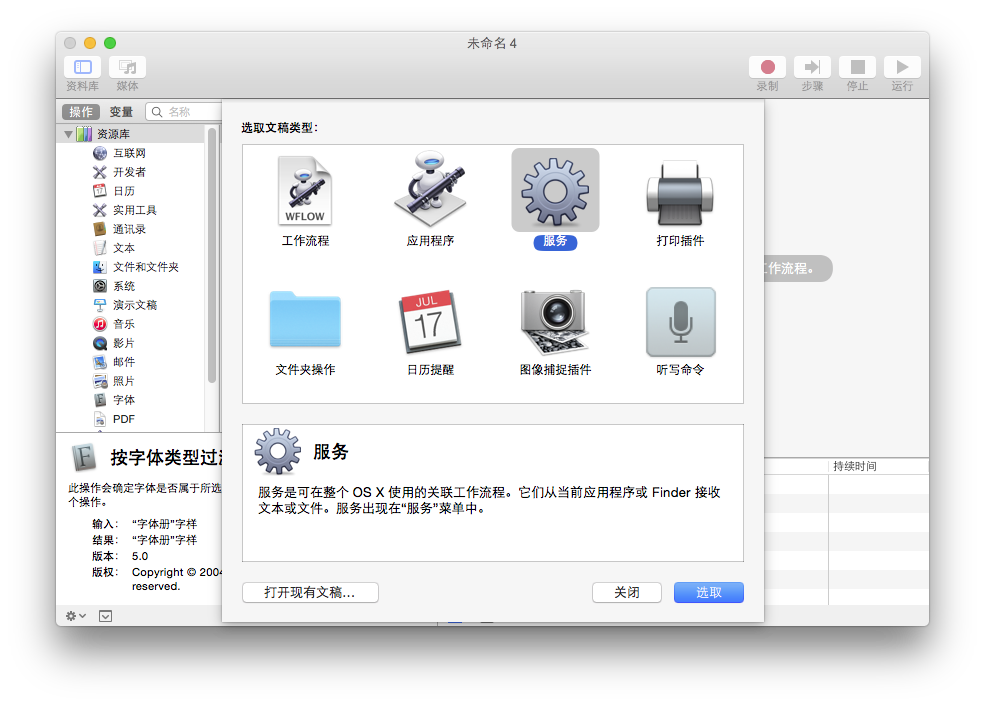 未命名 4
资料库
媒体
录制
步骤
停止
运行
操作
变量
名称
资源库
互联网
开发者
日历
实用工具
通讯录
文本
文件和文件夹
系统
演示文稿
音乐
影片
邮件
照片
字体
PDF
按字体类型过
此操作会确定字体是否属于所选
个操作。
输入： “字体册”字样
结果： “字体册”字样
版本： 5.0
版权： Copyright © 2004
reserved.
选取文稿类型：
WFLOW
工作流程
应用程序
服务
打印插件
JUL
17
文件夹操作
日历提醒
图像捕捉插件
听写命令
服务
服务是可在整个 OS X 使用的关联工作流程。它们从当前应用程序或 Finder 接收
文本或文件。服务出现在“服务”菜单中。
打开现有文稿...
关闭
选取
工作流程。
持续时间